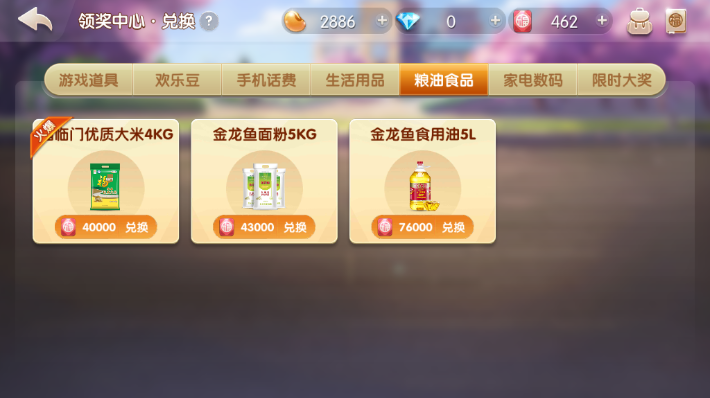 领奖中心·兑换 ? 2886 + 0 + 462 +
游戏道具 欢乐豆 手机话费 生活用品 粮油食品 家电数码 限时大奖
火爆
临门优质大米4KG 金龙鱼面粉5KG 金龙鱼食用油5L
福
40000 兑换 43000 兑换 76000 兑换